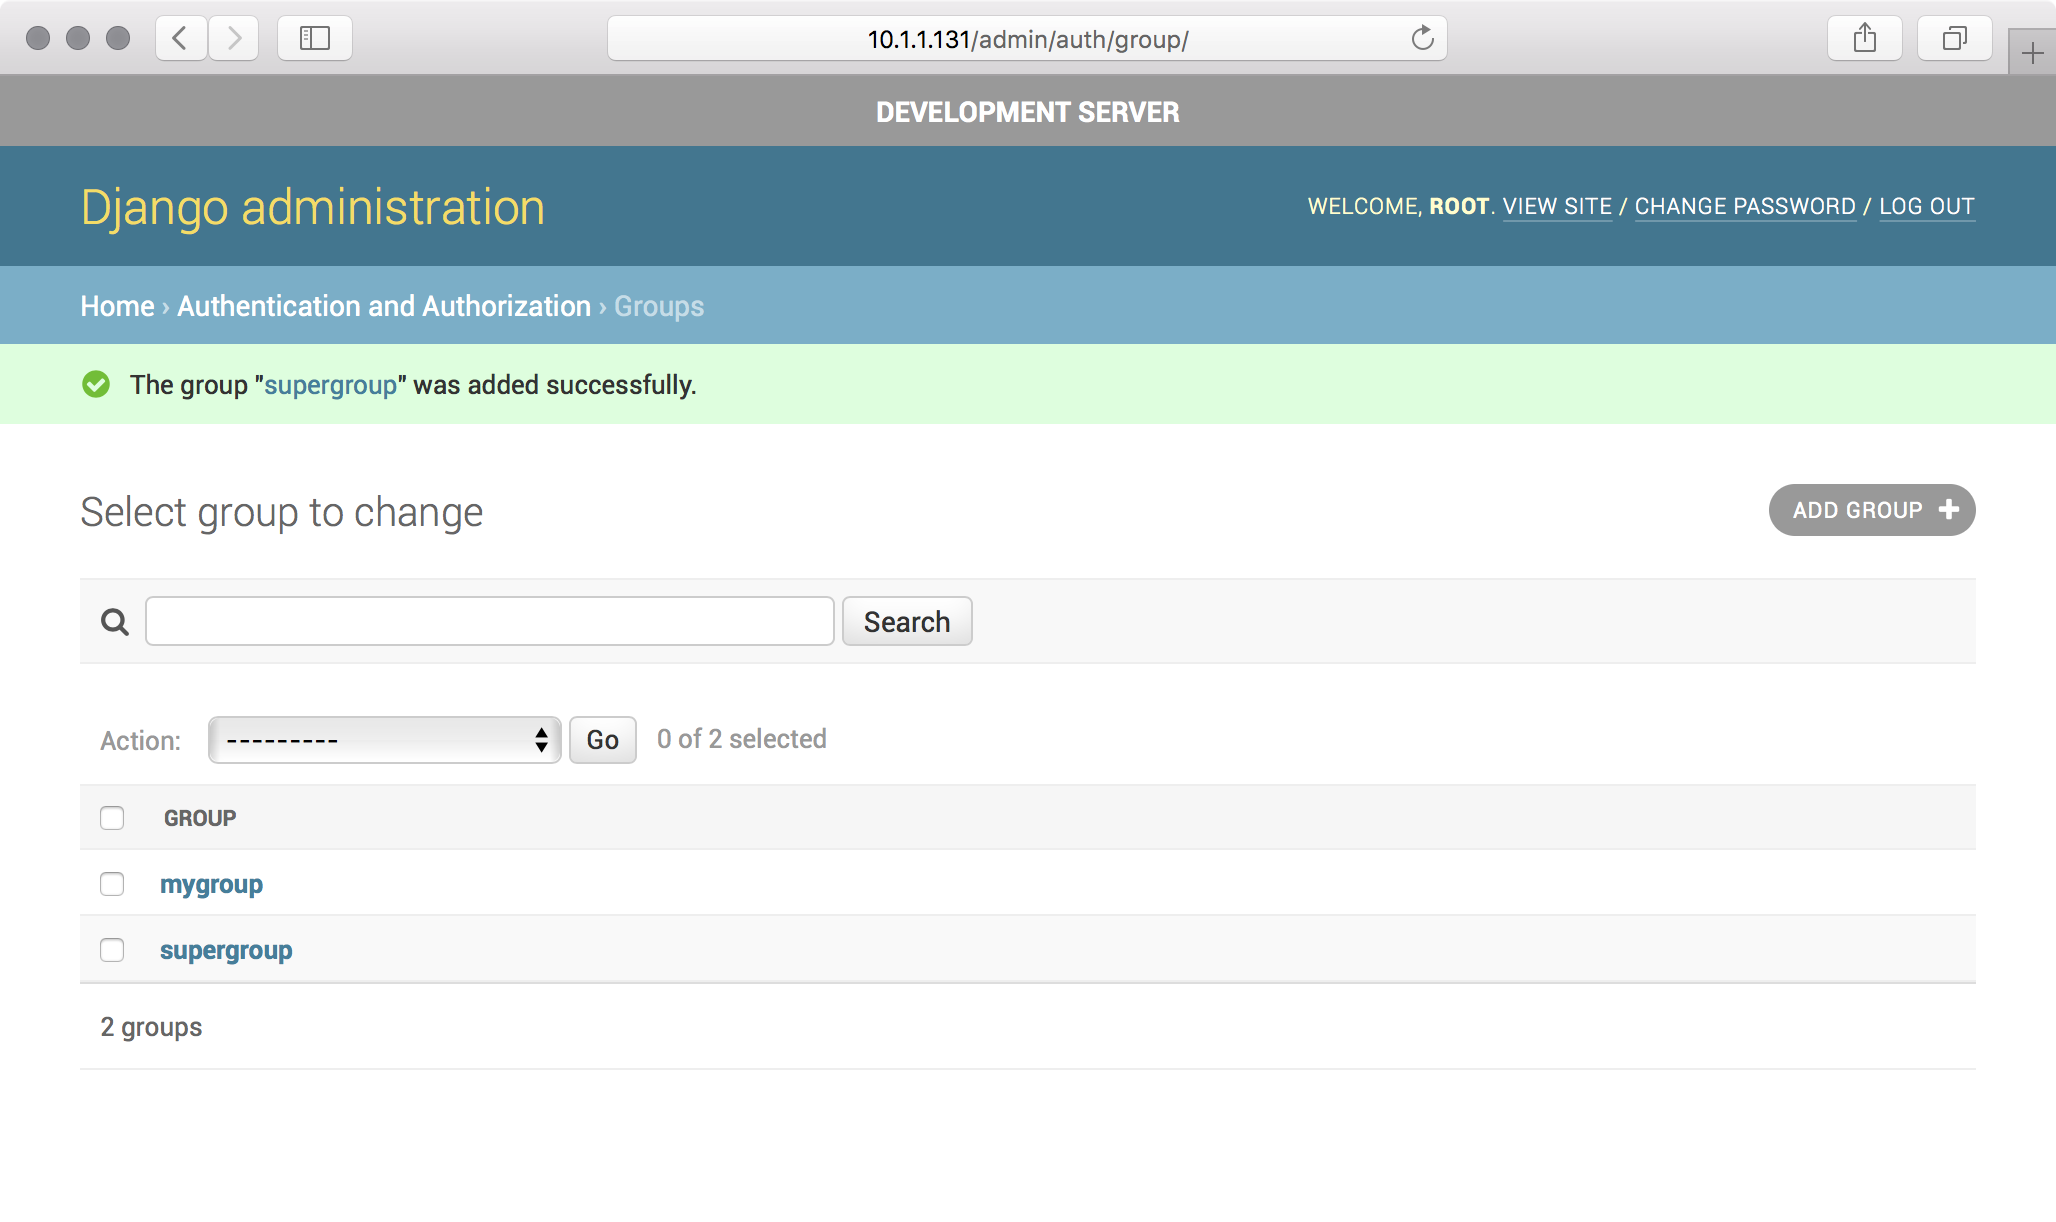 10.1.1.131/admin/auth/group/
DEVELOPMENT SERVER
Django administration
WELCOME, ROOT. VIEW SITE / CHANGE PASSWORD / LOG OUT
Home › Authentication and Authorization › Groups
The group "supergroup" was added successfully.
Select group to change
ADD GROUP
Search
Action: --------- Go 0 of 2 selected
GROUP
mygroup
supergroup
2 groups